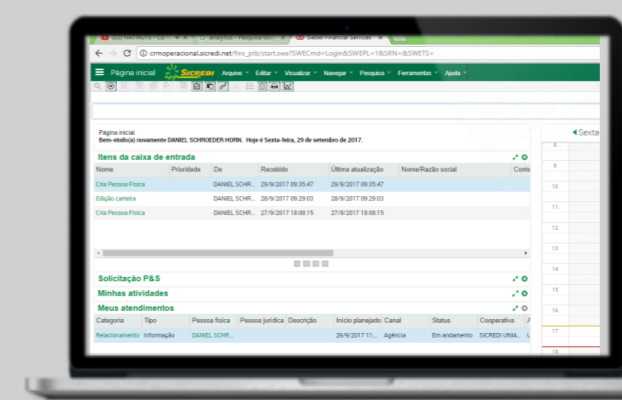 Siebel Financial Services
crmoperacional.sicredi.net/fins_ptb/start.swe?SWECmd=Login&SWEPL=1&SRN=&SWETS=
Página inicial SICREDI Arquivo Editar Visualizar Navegar Pesquisa Ferramentas Ajuda
Página inicial
Bem-vindo(a) novamente DANIEL SCHROEDER HORN. Hoje é Sexta-feira, 29 de setembro de 2017.
Sexta
Itens da caixa de entrada
Nome Prioridade De Recebido Última atualização Nome/Razão social
Cria Pessoa Física DANIEL SCHR... 29/9/2017 09:35:47 29/9/2017 09:35:47
Edição carteira DANIEL SCHR... 28/9/2017 09:29:03 28/9/2017 09:29:03
Cria Pessoa Física DANIEL SCHR... 27/9/2017 18:08:15 27/9/2017 18:08:15
Solicitação P&S
Minhas atividades
Meus atendimentos
Categoria Tipo Pessoa física Pessoa jurídica Descrição Início planejado Canal Status Cooperativa
Relacionamento Informação DANIEL SCHR... 29/9/2017 11:... Agência Em andamento SICREDI UNIA...
8
9
10
11
12
13
14
15
16
17
18